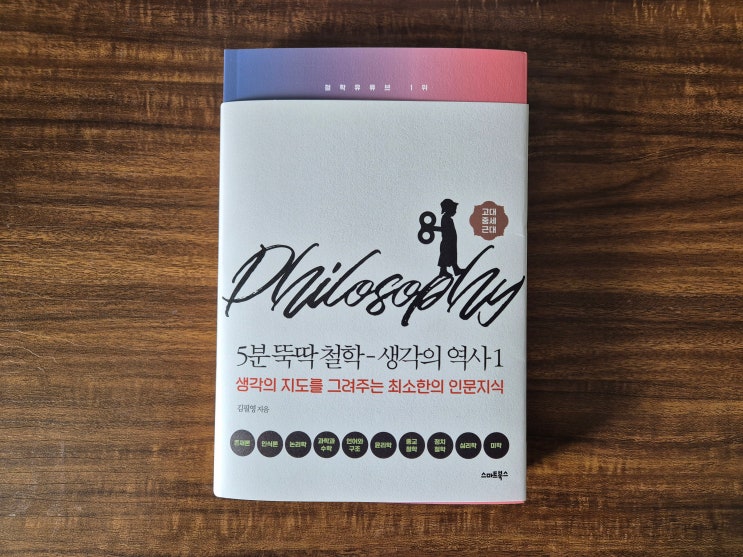 철학유튜브 1위
고대
중세
근대
Philosophy
5분 뚝딱 철학 - 생각의 역사 1
생각의 지도를 그려주는 최소한의 인문지식
김필영 지음
존재론
인식론
논리학
과학과
수학
언어와
구조
윤리학
종교
철학
정치
철학
심리학
미학
스마트북스